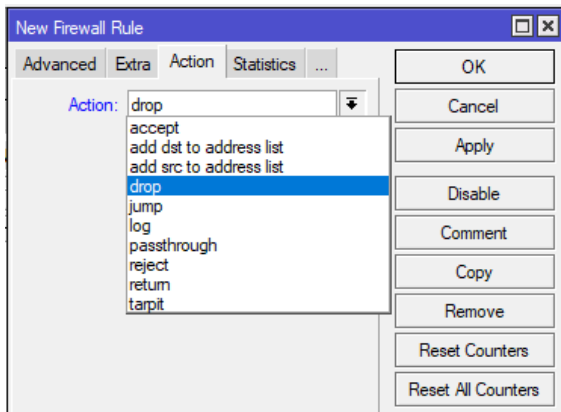 New Firewall Rule
Advanced Extra Action Statistics ...
Action: drop
accept
add dst to address list
add src to address list
drop
jump
log
passthrough
reject
return
tarpit
OK
Cancel
Apply
Disable
Comment
Copy
Remove
Reset Counters
Reset All Counters